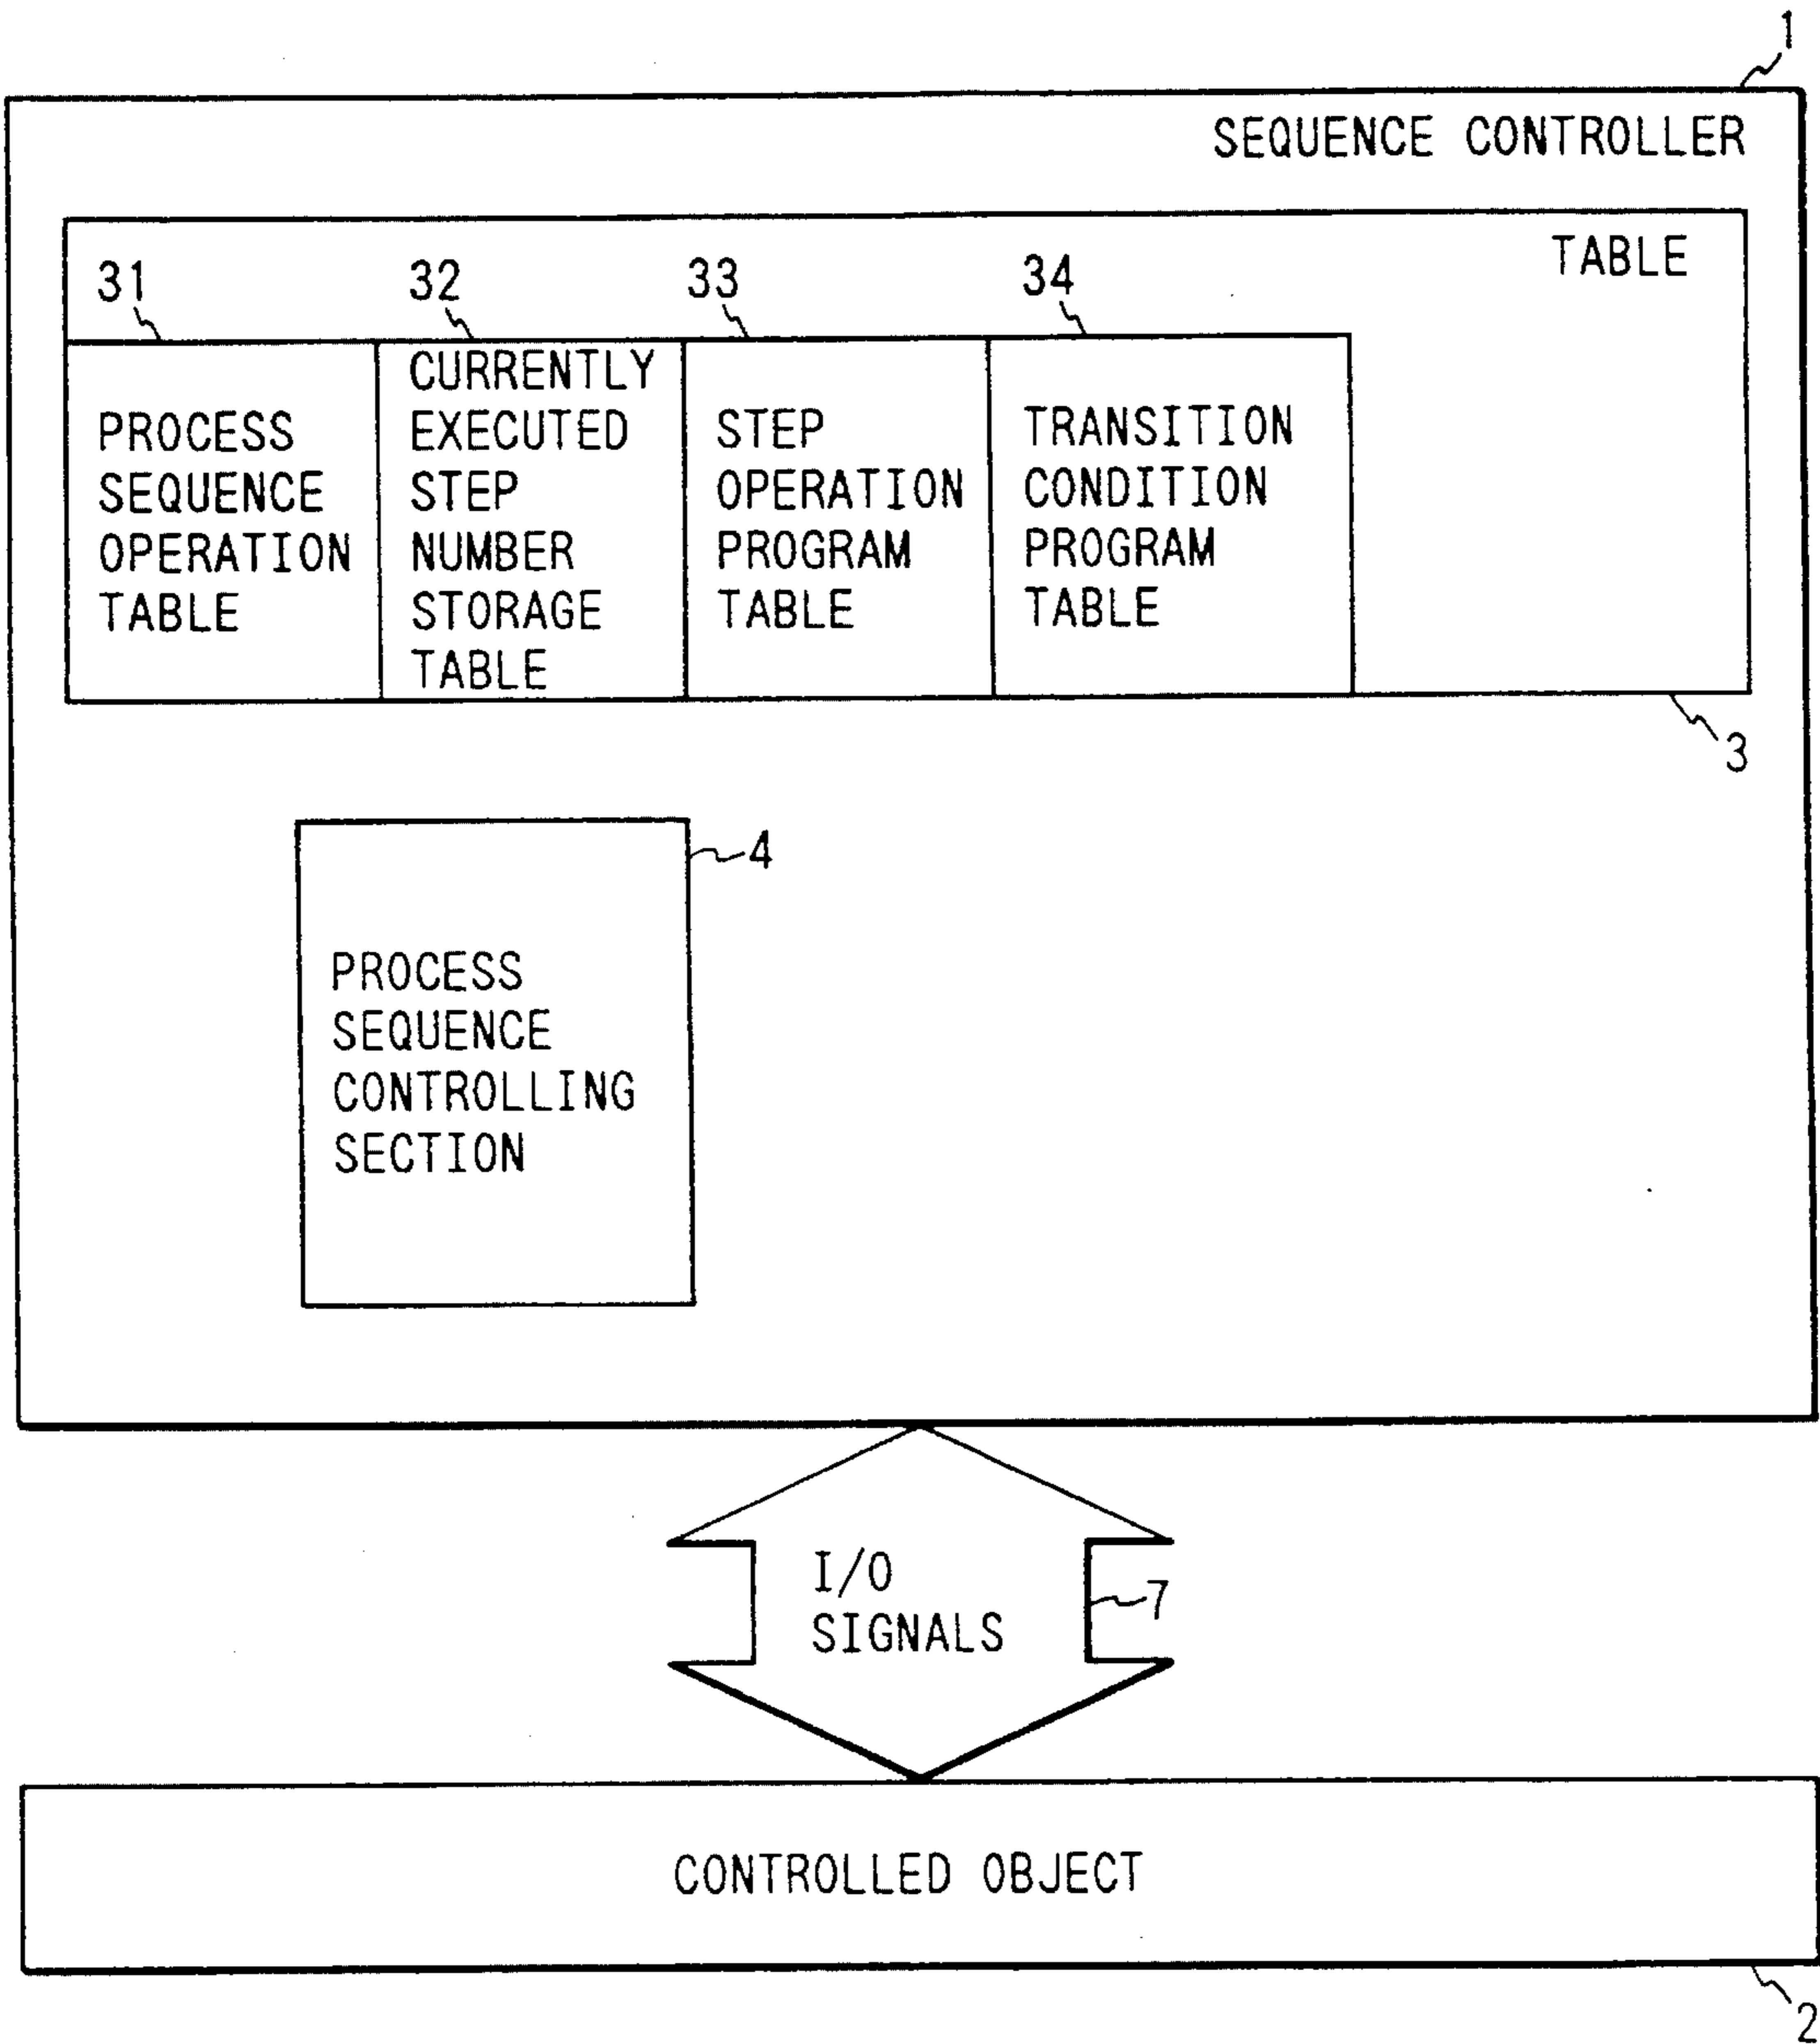 1
SEQUENCE CONTROLLER
TABLE
31
32
33
34
PROCESS
SEQUENCE
OPERATION
TABLE
CURRENTLY
EXECUTED
STEP
NUMBER
STORAGE
TABLE
STEP
OPERATION
PROGRAM
TABLE
TRANSITION
CONDITION
PROGRAM
TABLE
3
4
PROCESS
SEQUENCE
CONTROLLING
SECTION
I/O
SIGNALS
7
CONTROLLED OBJECT
2